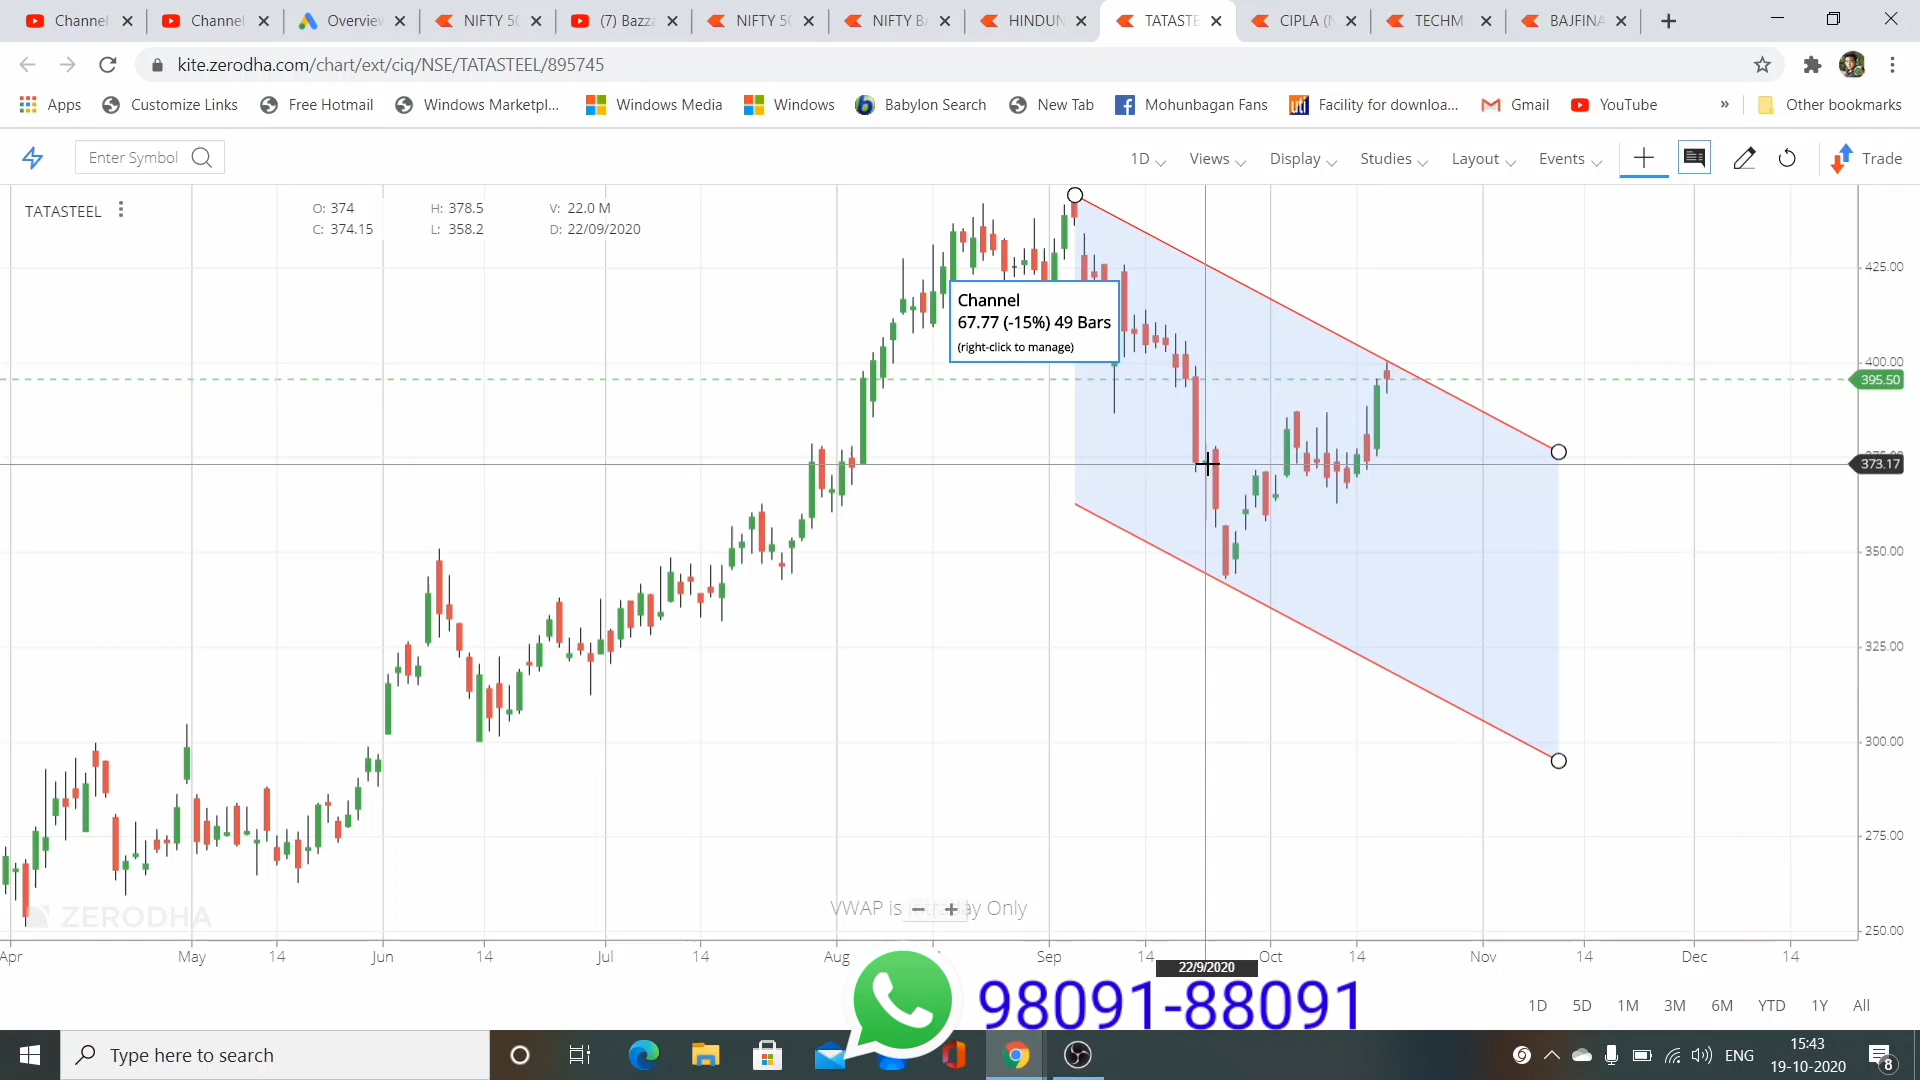 Channel
Channel
Overview
NIFTY 50
(7) Bazza
NIFTY 50
NIFTY BA
HINDUN
TATASTE
CIPLA (N
TECHM
BAJFINA
kite.zerodha.com/chart/ext/ciq/NSE/TATASTEEL/895745
Apps
Customize Links
Free Hotmail
Windows Marketpl...
Windows Media
Windows
Babylon Search
New Tab
Mohunbagan Fans
uti
Facility for downloa...
Gmail
YouTube
»
Other bookmarks
Enter Symbol
1D
Views
Display
Studies
Layout
Events
Trade
TATASTEEL
O: 374
H: 378.5
V: 22.0 M
C: 374.15
L: 358.2
D: 22/09/2020
425.00
Channel
67.77 (-15%) 49 Bars
(right-click to manage)
400.00
395.50
373.17
350.00
325.00
300.00
275.00
250.00
ZERODHA
VWAP is
ay Only
Apr
May
14
Jun
14
Jul
14
Aug
Sep
14
22/9/2020
Oct
14
Nov
14
Dec
14
98091-88091
1D
5D
1M
3M
6M
YTD
1Y
All
Type here to search
ENG
15:43
19-10-2020
8